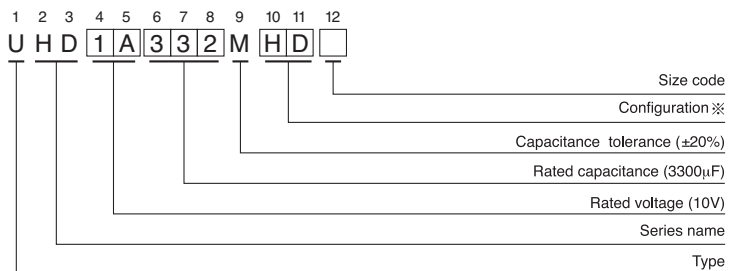 1 2 3 4 5 6 7 8 9 10 11 12
U H D 1 A 3 3 2 M H D
Size code
Configuration ※
Capacitance tolerance (±20%)
Rated capacitance (3300µF)
Rated voltage (10V)
Series name
Type